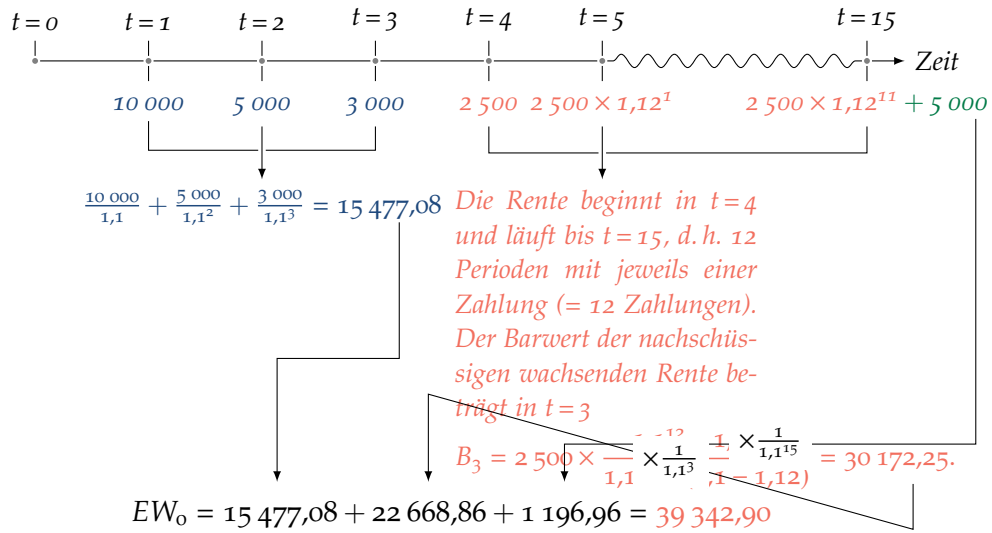 t = 0 t = 1 t = 2 t = 3 t = 4 t = 5 t = 15
Zeit
10 000 5 000 3 000 2 500 2 500 × 1,12¹ 2 500 × 1,12¹¹ + 5 000
10 000/1,1 + 5 000/1,1² + 3 000/1,1³ = 15 477,08
Die Rente beginnt in t = 4
und läuft bis t = 15, d. h. 12
Perioden mit jeweils einer
Zahlung (= 12 Zahlungen).
Der Barwert der nachschüs-
sigen wachsenden Rente be-
trägt in t = 3
B₃ = 2 500 × = 30 172,25.
× 1/1,1³
× 1/1,1¹⁵
EW₀ = 15 477,08 + 22 668,86 + 1 196,96 = 39 342,90